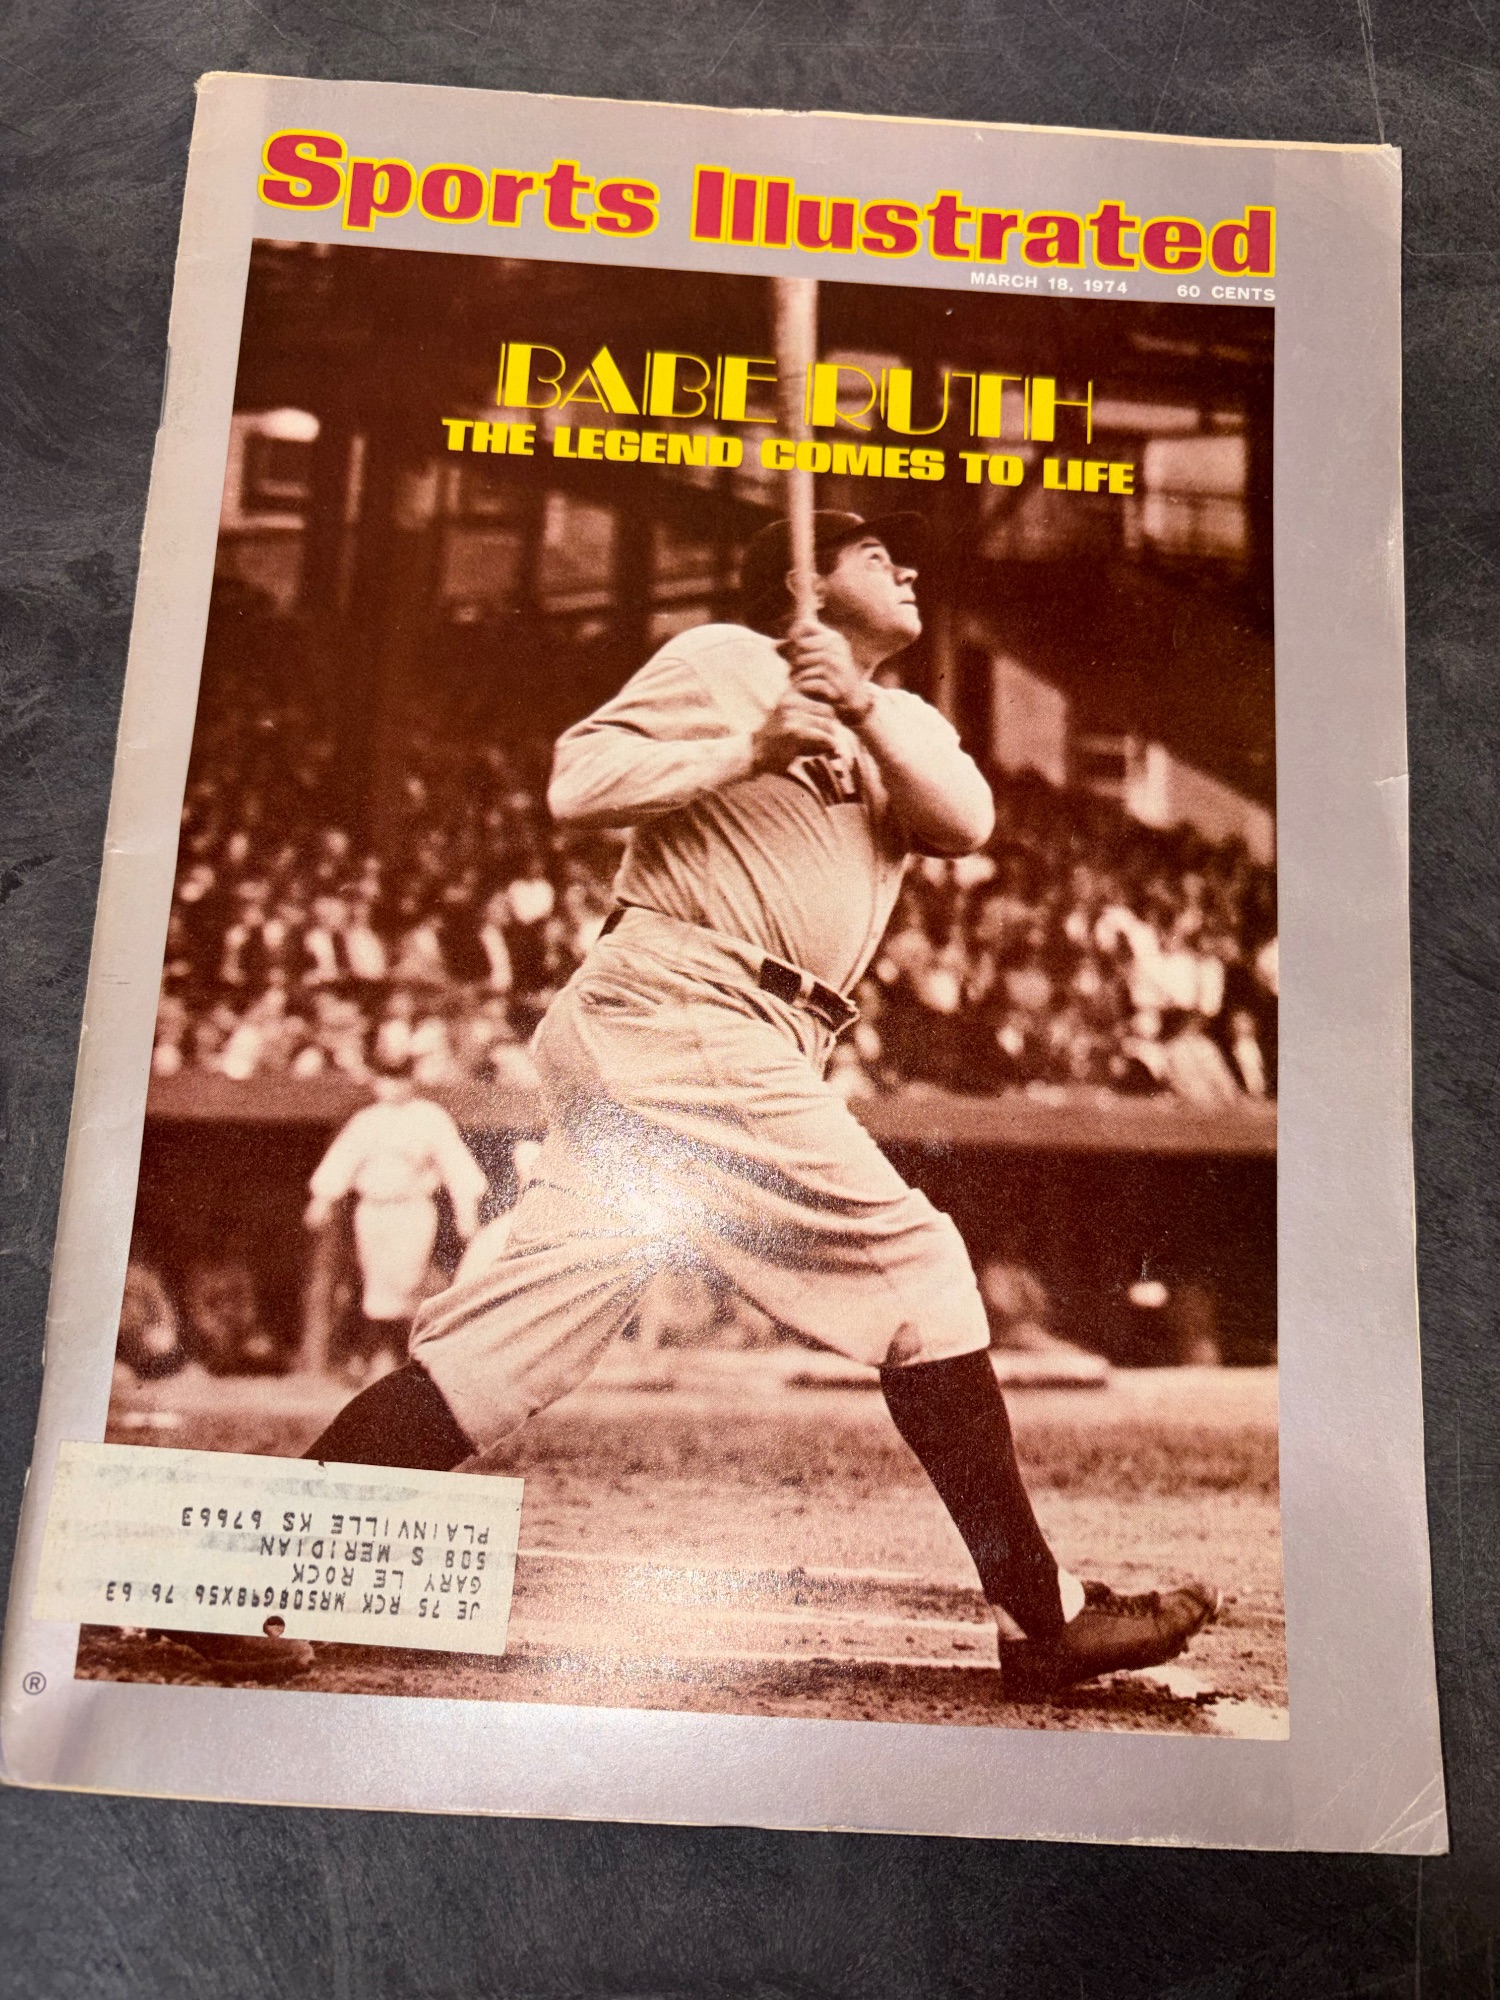 Sports Illustrated
MARCH 18, 1974 60 CENTS
BABE RUTH
THE LEGEND COMES TO LIFE
JE 75 RCK MR508G98X56 76 63
GARY LE ROCK
508 S MERIDIAN
PLAINVILLE KS 67663
®